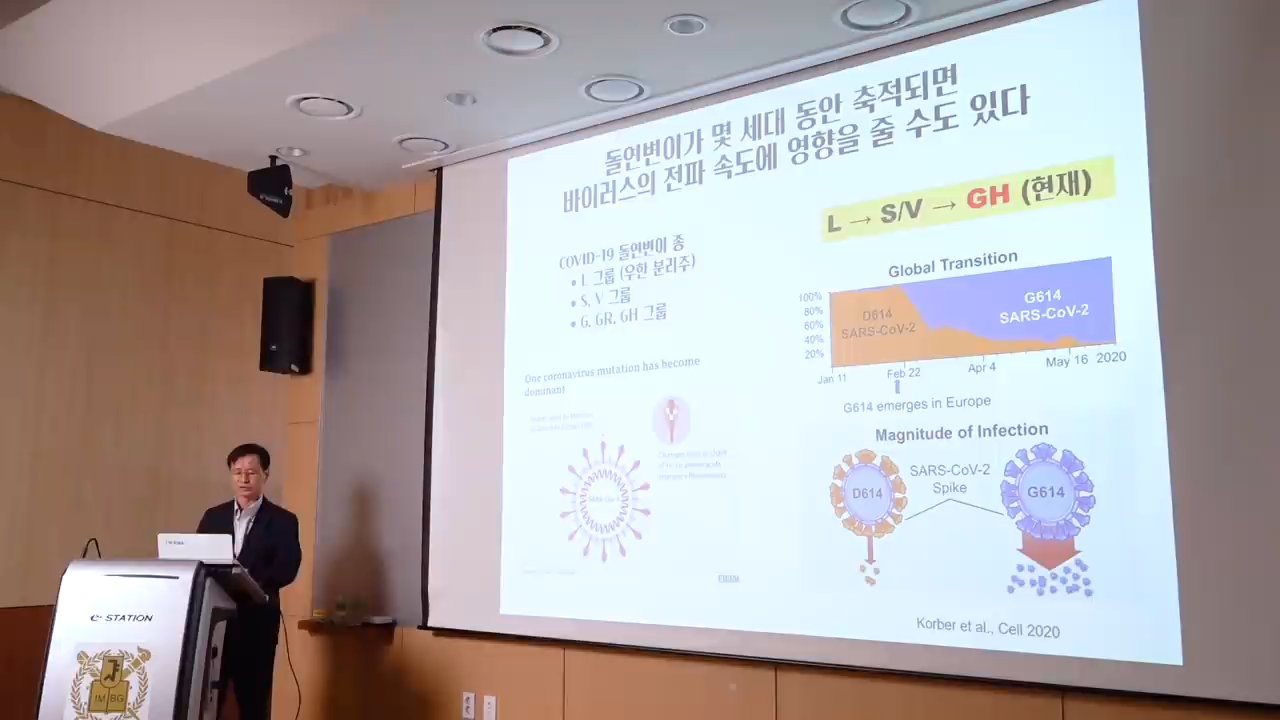 돌연변이가 몇 세대 동안 축적되면
바이러스의 전파 속도에 영향을 줄 수도 있다
L → S/V → GH (현재)
COVID-19 돌연변이 종
• L 그룹 (우한 분리주)
• S, V 그룹
• G, GR, GH 그룹
One coronavirus mutation has become
dominant
Global Transition
100%
80%
60%
40%
20%
D614
SARS-CoV-2
G614
SARS-CoV-2
Jan 11
Feb 22
Apr 4
May 16
2020
G614 emerges in Europe
Magnitude of Infection
D614
SARS-CoV-2
Spike
G614
Korber et al., Cell 2020
e·STATION
IM BG